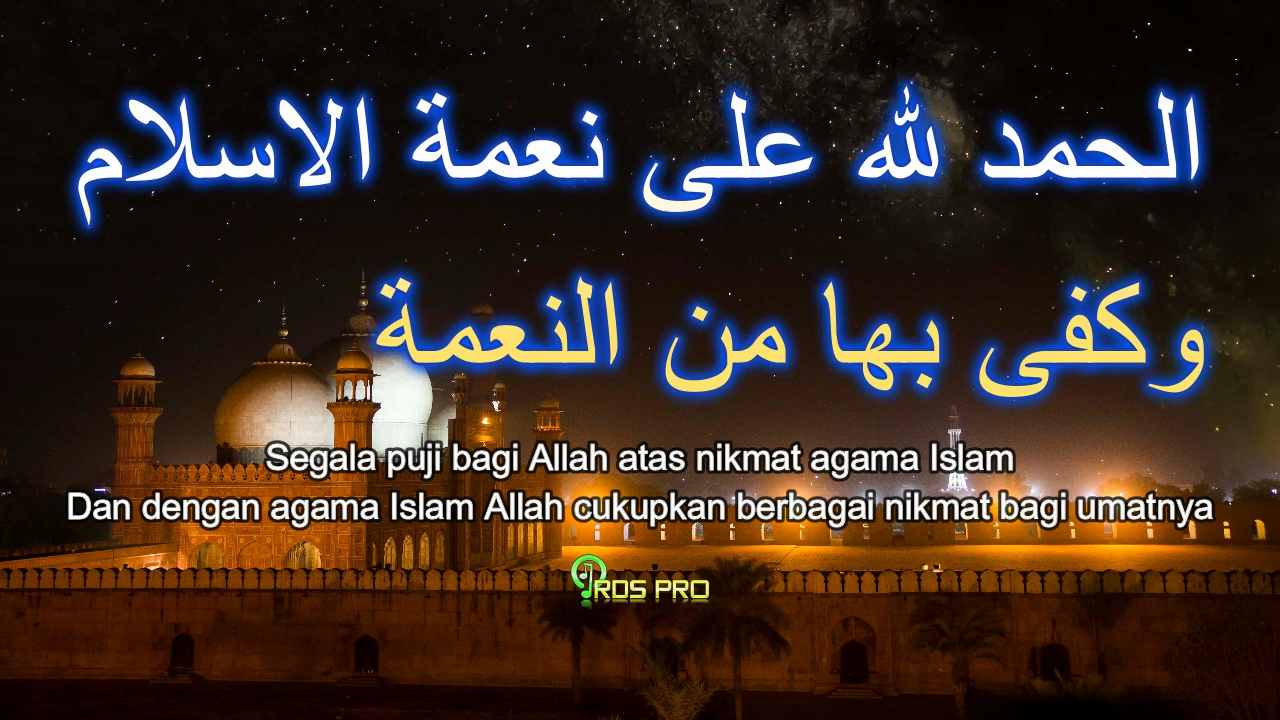 الحمد لله على نعمة الاسلام
وكفى بها من النعمة
Segala puji bagi Allah atas nikmat agama Islam
Dan dengan agama Islam Allah cukupkan berbagai nikmat bagi umatnya
RDS PRO